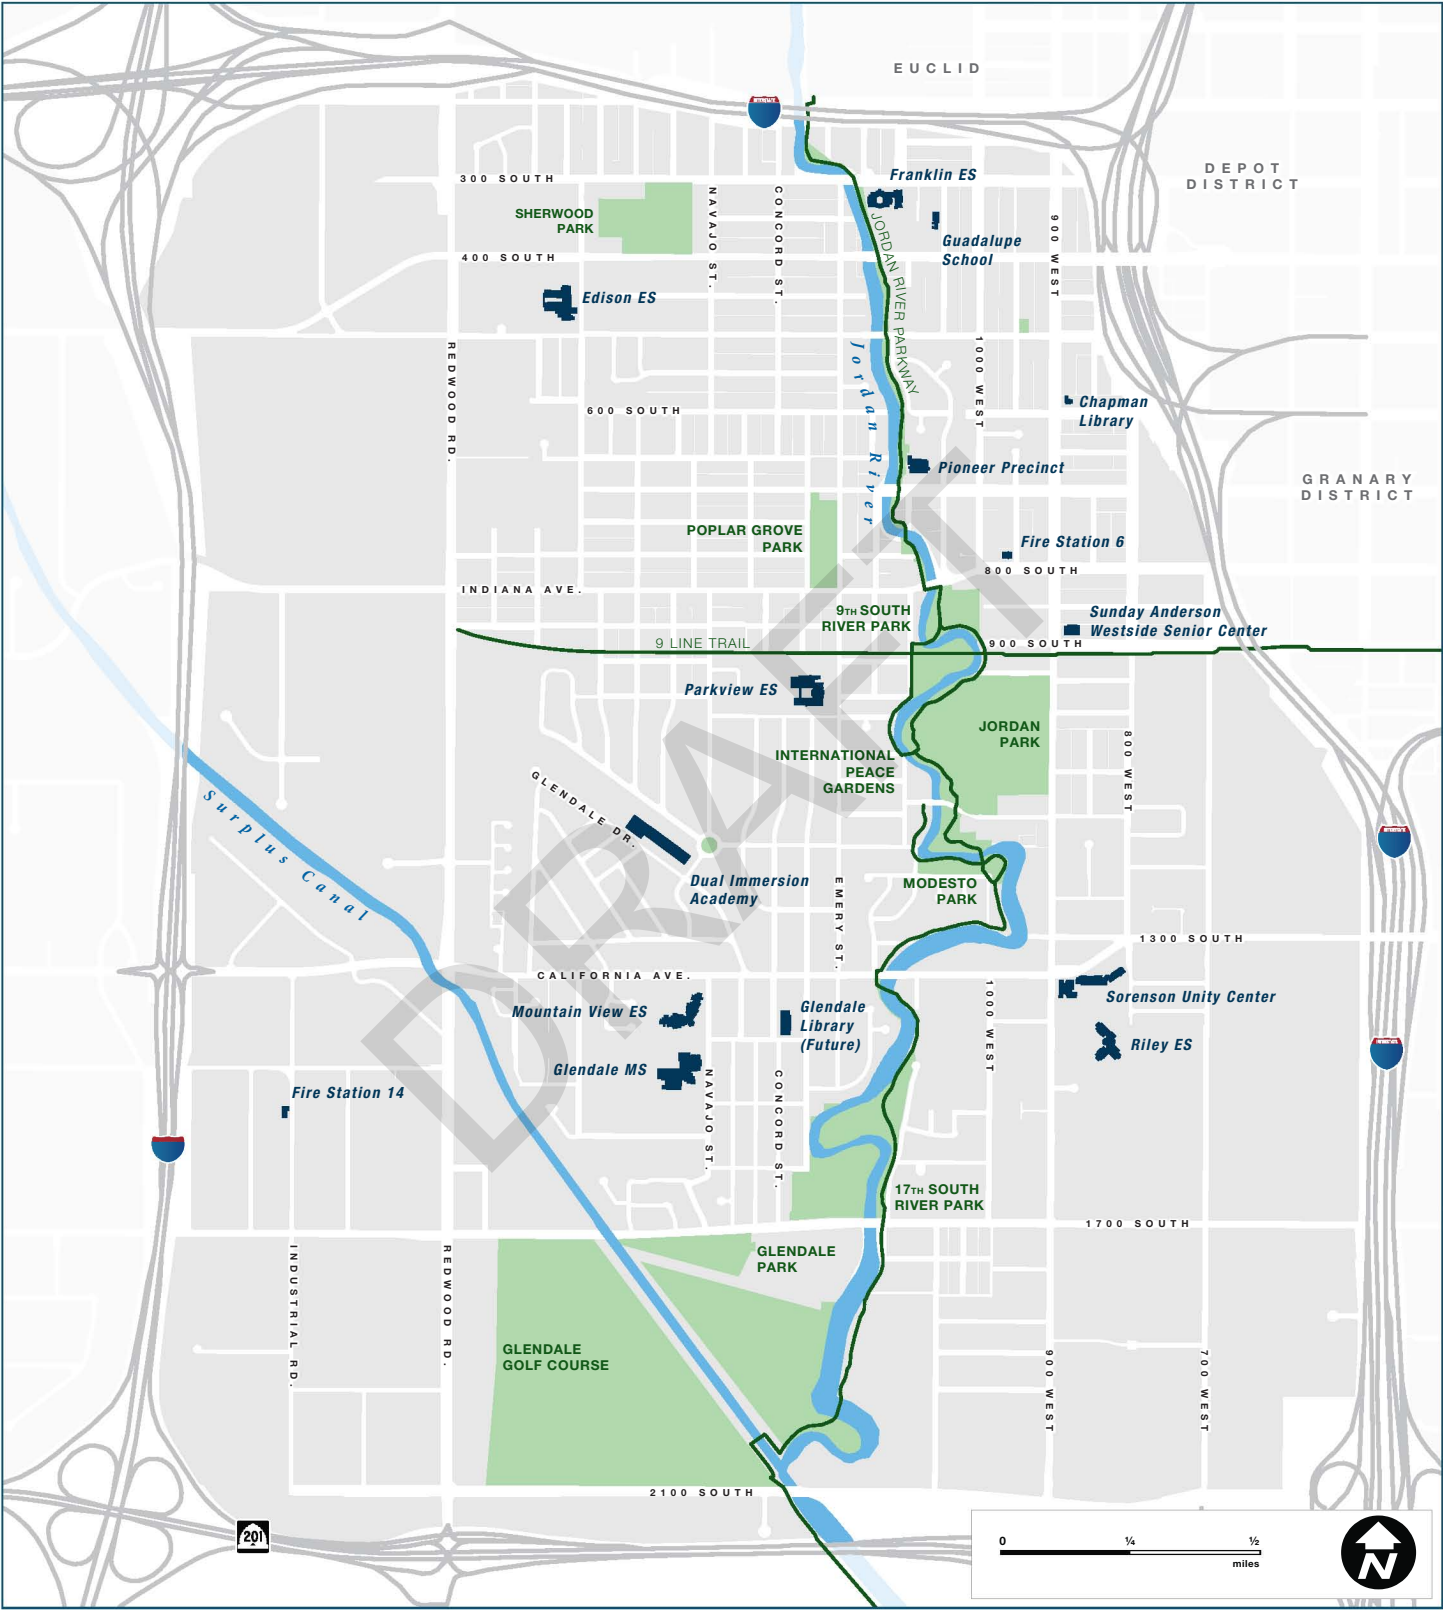 EUCLID
INTERSTATE
DEPOT
DISTRICT
Franklin ES
300 SOUTH
SHERWOOD
PARK
NAVAJO ST.
CONCORD ST.
JORDAN RIVER PARKWAY
Guadalupe
School
900 WEST
400 SOUTH
Edison ES
REDWOOD RD.
Jordan River
1000 WEST
600 SOUTH
Chapman
Library
Pioneer Precinct
GRANARY
DISTRICT
POPLAR GROVE
PARK
Fire Station 6
800 SOUTH
INDIANA AVE.
9TH SOUTH
RIVER PARK
Sunday Anderson
Westside Senior Center
9 LINE TRAIL
900 SOUTH
Parkview ES
JORDAN
PARK
800 WEST
INTERNATIONAL
PEACE
GARDENS
GLENDALE DR.
Surplus Canal
DRAFT
Dual Immersion
Academy
EMERY ST.
MODESTO
PARK
1300 SOUTH
CALIFORNIA AVE.
Mountain View ES
Glendale
Library
(Future)
1000 WEST
Sorenson Unity Center
Riley ES
Glendale MS
NAVAJO ST.
CONCORD ST.
Fire Station 14
17TH SOUTH
RIVER PARK
1700 SOUTH
INDUSTRIAL RD.
REDWOOD RD.
GLENDALE
PARK
GLENDALE
GOLF COURSE
900 WEST
700 WEST
2100 SOUTH
201
0 ¼ ½
miles
N